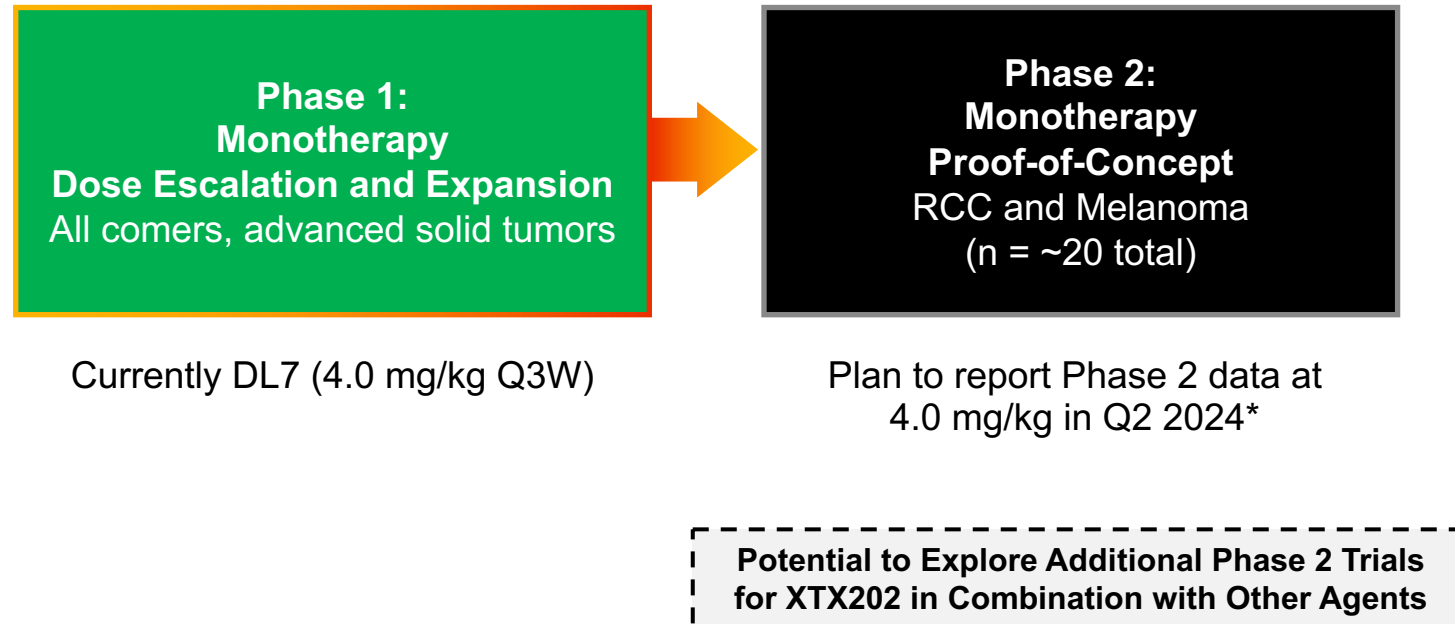 Phase 1:
Monotherapy
Dose Escalation and Expansion
All comers, advanced solid tumors
Phase 2:
Monotherapy
Proof-of-Concept
RCC and Melanoma
(n = ~20 total)
Currently DL7 (4.0 mg/kg Q3W)
Plan to report Phase 2 data at
4.0 mg/kg in Q2 2024*
Potential to Explore Additional Phase 2 Trials
for XTX202 in Combination with Other Agents